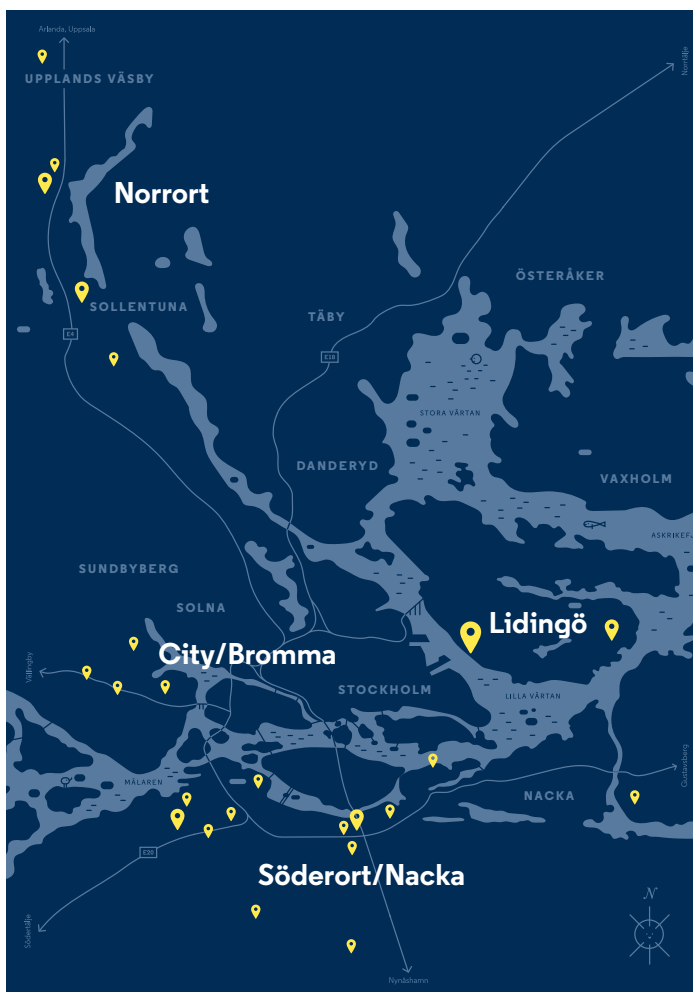 Arlanda, Uppsala
Norrtälje
UPPLANDS VÄSBY
Norrort
ÖSTERÅKER
SOLLENTUNA
TÄBY
E4
E18
STORA VÄRTAN
DANDERYD
VAXHOLM
ASKRIKEF
SUNDBYBERG
SOLNA
Lidingö
City/Bromma
Vällingby
STOCKHOLM
LILLA VÄRTAN
Gustavsberg
MÄLAREN
NACKA
E20
Söderort/Nacka
N
Södertälje
Nynäshamn